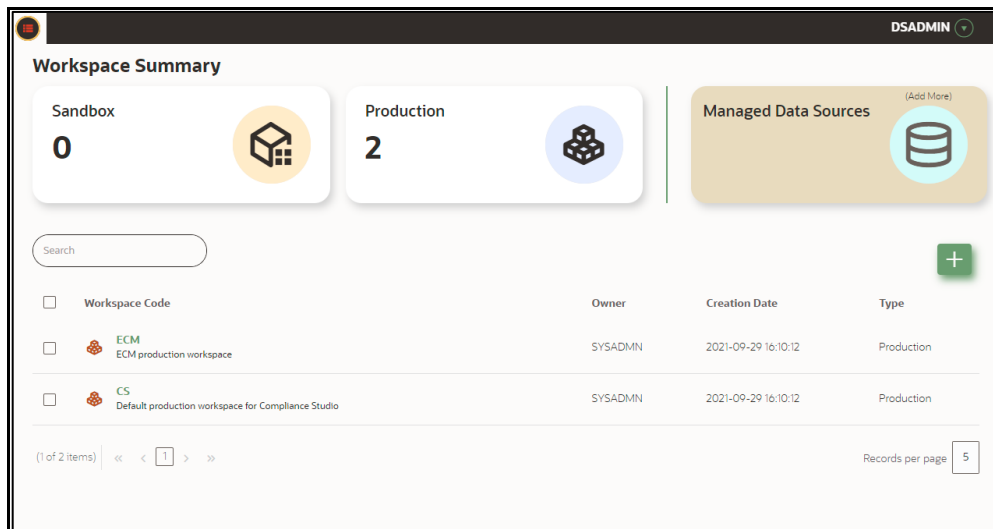 DSADMIN
Workspace Summary
Sandbox
0
Production
2
(Add More)
Managed Data Sources
Search
+
Workspace Code Owner Creation Date Type
ECM
ECM production workspace
SYSADMN 2021-09-29 16:10:12 Production
CS
Default production workspace for Compliance Studio
SYSADMN 2021-09-29 16:10:12 Production
(1 of 2 items) « < 1 > » Records per page 5